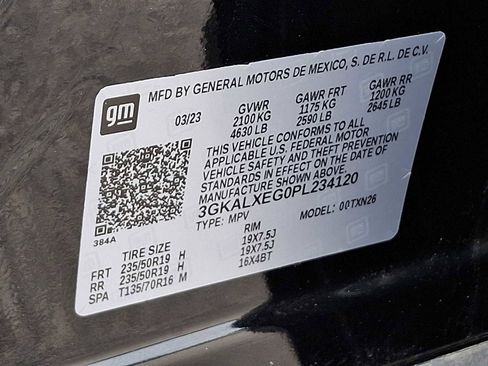 gm
MFD BY GENERAL MOTORS DE MEXICO, S. DE R.L. DE C.V.
03/23 GVWR GAWR FRT GAWR RR
2100 KG 1175 KG 1200 KG
4630 LB 2590 LB 2645 LB
THIS VEHICLE CONFORMS TO ALL
APPLICABLE U.S. FEDERAL MOTOR
VEHICLE SAFETY AND THEFT PREVENTION
STANDARDS IN EFFECT ON THE DATE OF
MANUFACTURE SHOWN ABOVE.
3GKALXEG0PL234120
TYPE: MPV MODEL: 00TXN26
384A
TIRE SIZE RIM
FRT 235/50R19 H 19X7.5J
RR 235/50R19 H 19X7.5J
SPA T135/70R16 M 16X4BT